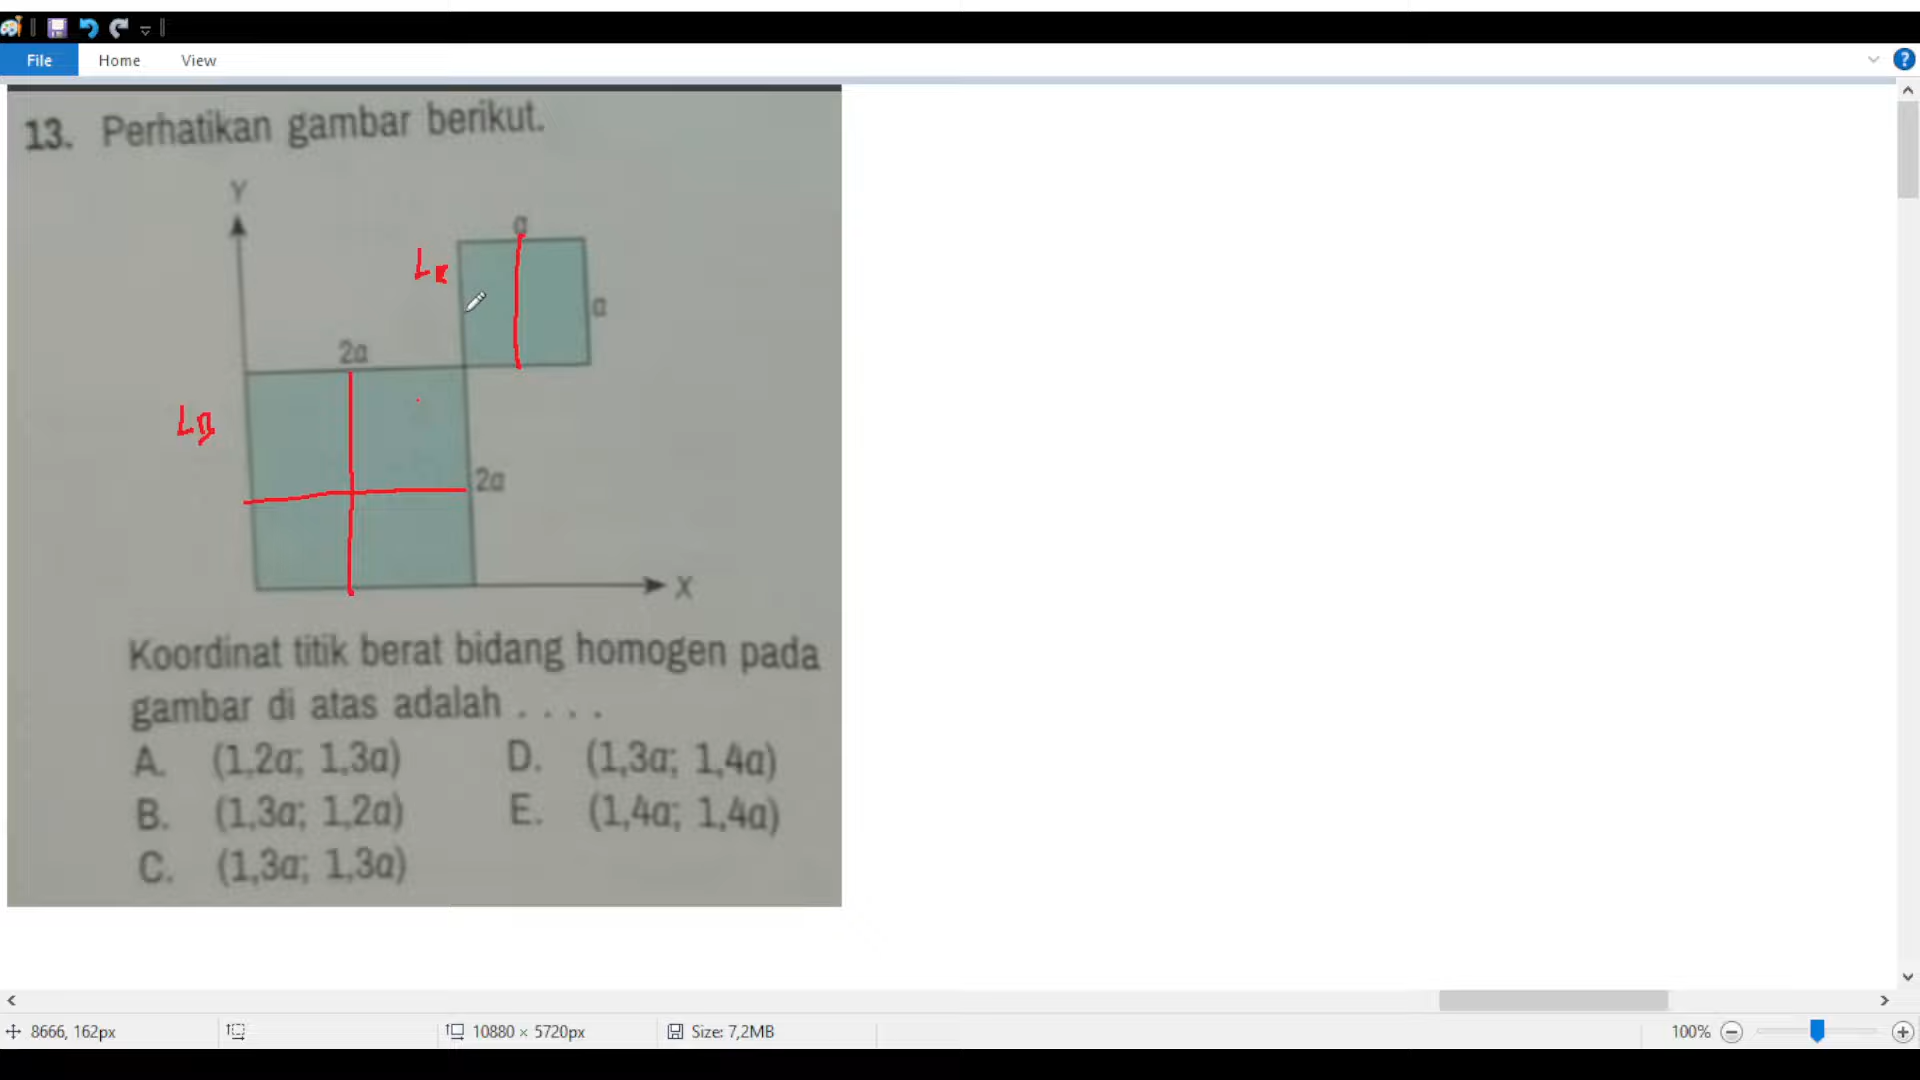 File Home View
13. Perhatikan gambar berikut.
Y
a
L
a
2a
L II
2a
X
Koordinat titik berat bidang homogen pada
gambar di atas adalah . . . .
A. (1,2a; 1,3a) D. (1,3a; 1,4a)
B. (1,3a; 1,2a) E. (1,4a; 1,4a)
C. (1,3a; 1,3a)
8666, 162px 10880 × 5720px Size: 7,2MB 100%